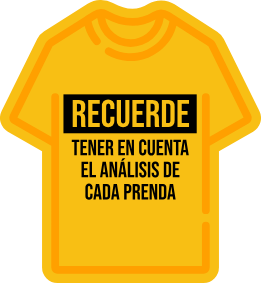 RECUERDE
TENER EN CUENTA
EL ANÁLISIS DE
CADA PRENDA